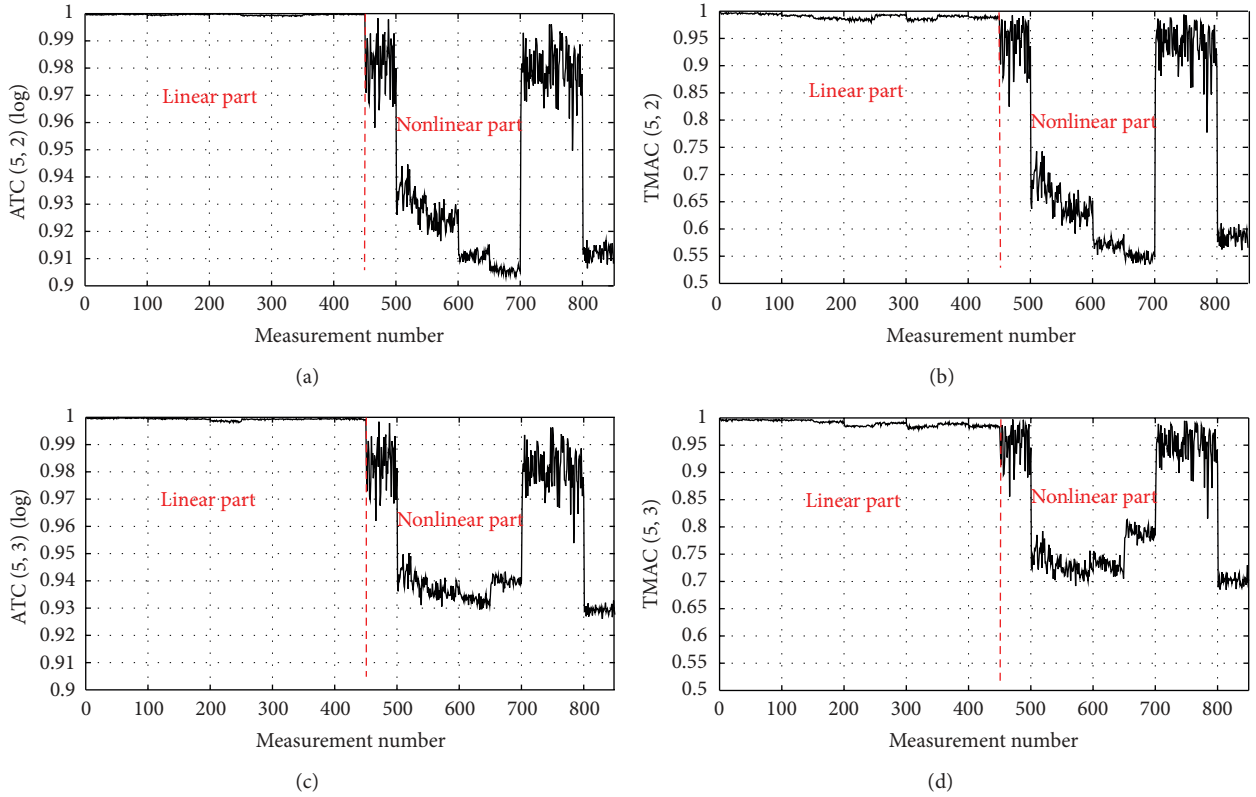 1
0.99
0.98
0.97
0.96
0.95
0.94
0.93
0.92
0.91
0.9
ATC (5, 2) (log)
Linear part
Nonlinear part
0 100 200 300 400 500 600 700 800
Measurement number
(a)
1
0.95
0.9
0.85
0.8
0.75
0.7
0.65
0.6
0.55
0.5
TMAC (5, 2)
Linear part
Nonlinear part
0 100 200 300 400 500 600 700 800
Measurement number
(b)
1
0.99
0.98
0.97
0.96
0.95
0.94
0.93
0.92
0.91
0.9
ATC (5, 3) (log)
Linear part
Nonlinear part
0 100 200 300 400 500 600 700 800
Measurement number
(c)
1
0.95
0.9
0.85
0.8
0.75
0.7
0.65
0.6
0.55
0.5
TMAC (5, 3)
Linear part
Nonlinear part
0 100 200 300 400 500 600 700 800
Measurement number
(d)